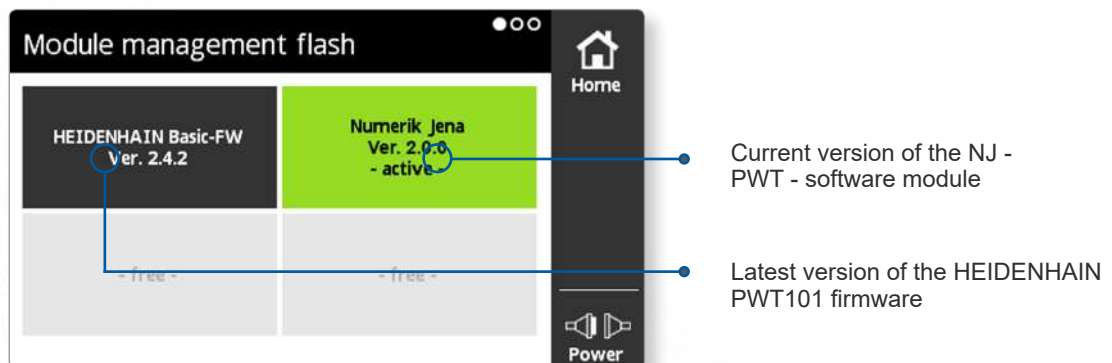 Module management flash
Home
HEIDENHAIN Basic-FW
Ver. 2.4.2
Numerik Jena
Ver. 2.0.0
- active -
Current version of the NJ -
PWT - software module
- free -
- free -
Latest version of the HEIDENHAIN
PWT101 firmware
Power